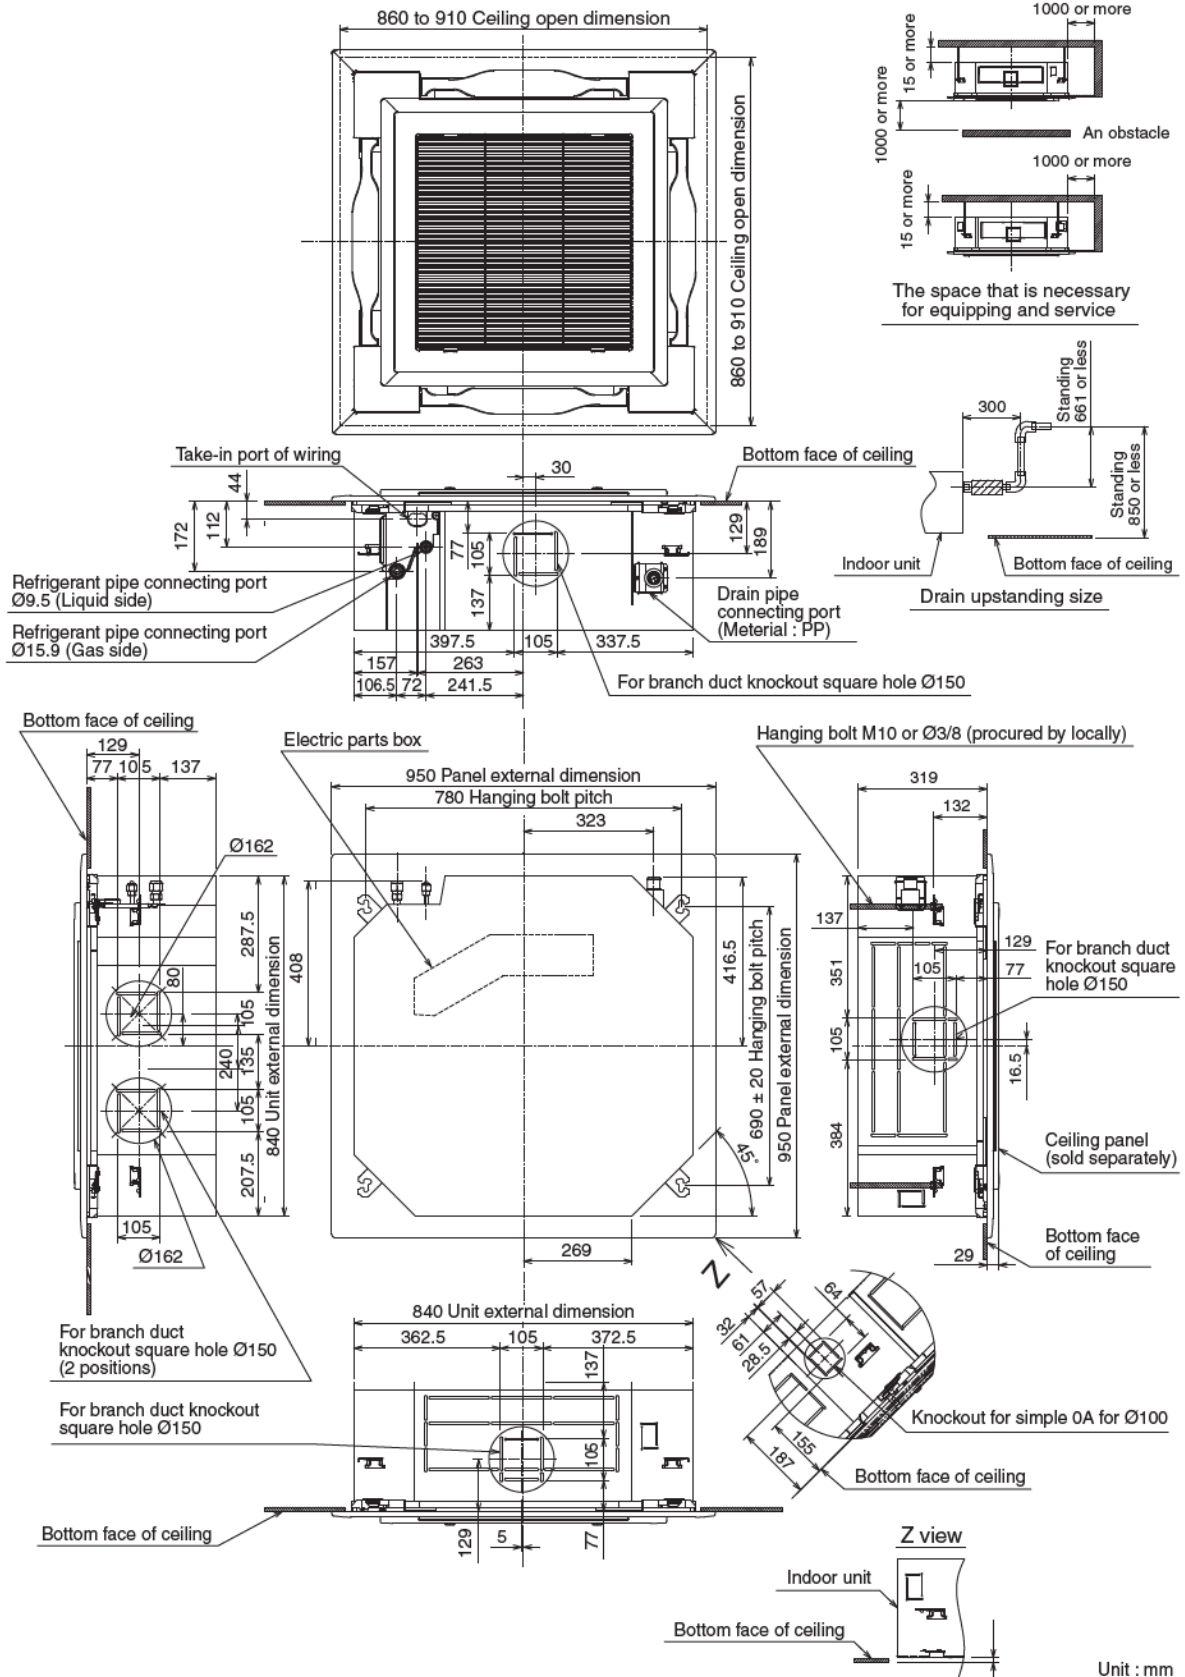 860 to 910 Ceiling open dimension
860 to 910 Ceiling open dimension
1000 or more
15 or more
1000 or more
An obstacle
1000 or more
15 or more
The space that is necessary
for equipping and service
Standing
661 or less
300
Standing
850 or less
Indoor unit
Bottom face of ceiling
Drain upstanding size
Take-in port of wiring
30
Bottom face of ceiling
44
172
112
77
105
137
129
189
Refrigerant pipe connecting port
Ø9.5 (Liquid side)
Refrigerant pipe connecting port
Ø15.9 (Gas side)
Drain pipe
connecting port
(Meterial : PP)
397.5
105
337.5
157
263
106.5
72
241.5
For branch duct knockout square hole Ø150
Bottom face of ceiling
129
77
105
137
Ø162
287.5
80
105
240
135
105
207.5
840 Unit external dimension
105
Ø162
For branch duct
knockout square hole Ø150
(2 positions)
Electric parts box
950 Panel external dimension
780 Hanging bolt pitch
323
408
416.5
690 ± 20 Hanging bolt pitch
950 Panel external dimension
45°
269
Z
Hanging bolt M10 or Ø3/8 (procured by locally)
319
132
137
351
129
105
77
105
16.5
384
For branch duct
knockout square
hole Ø150
Ceiling panel
(sold separately)
Bottom face
of ceiling
29
840 Unit external dimension
362.5
105
372.5
137
105
129
5
77
For branch duct knockout
square hole Ø150
Bottom face of ceiling
57
64
32
61
28.5
155
187
Knockout for simple 0A for Ø100
Bottom face of ceiling
Z view
Indoor unit
Bottom face of ceiling
Unit : mm